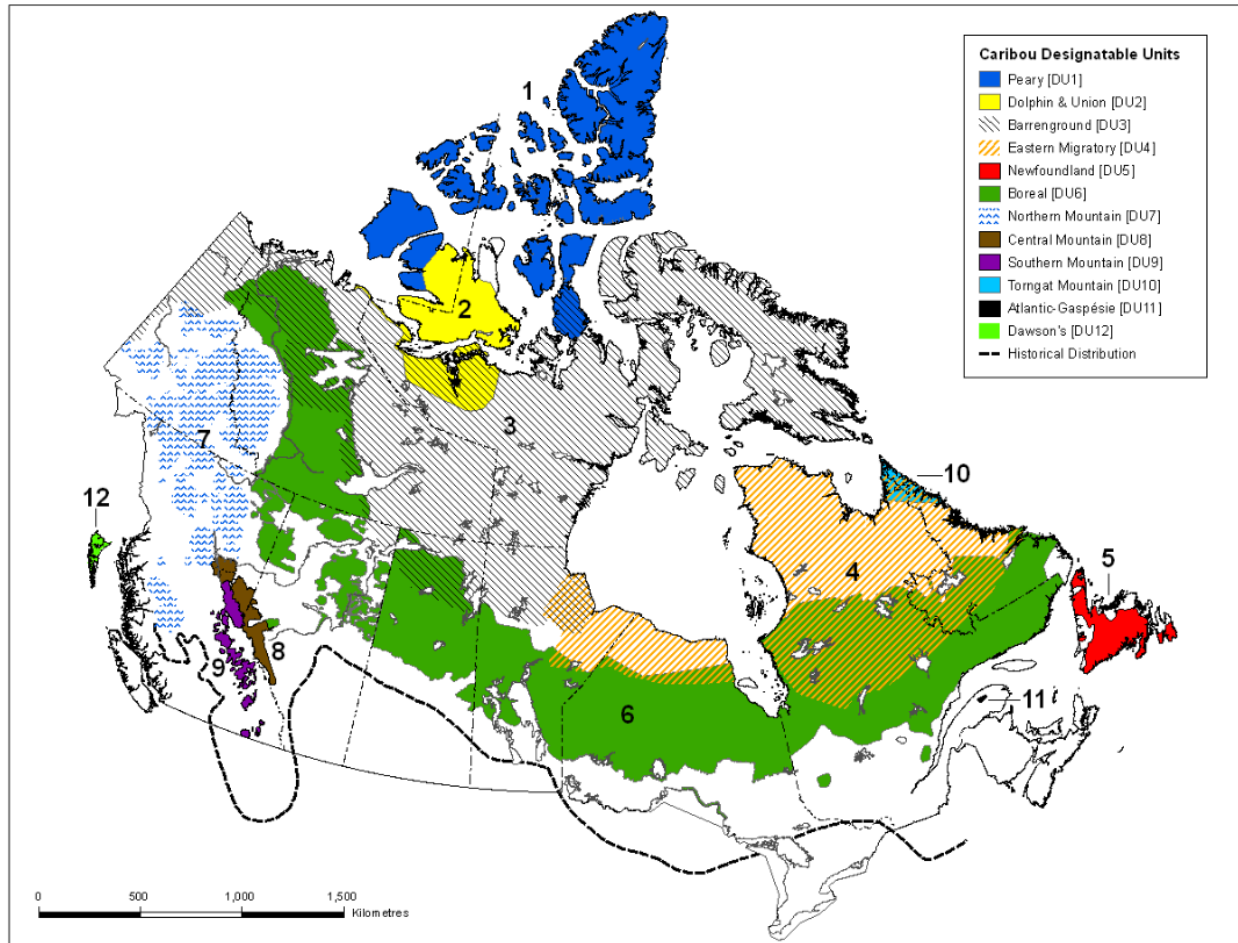 Caribou Designatable Units
Peary [DU1]
Dolphin & Union [DU2]
Barrenground [DU3]
Eastern Migratory [DU4]
Newfoundland [DU5]
Boreal [DU6]
Northern Mountain [DU7]
Central Mountain [DU8]
Southern Mountain [DU9]
Torngat Mountain [DU10]
Atlantic-Gaspésie [DU11]
Dawson's [DU12]
Historical Distribution
1
2
3
7
10
12
4
5
8
9
11
6
0 500 1,000 1,500
Kilometres